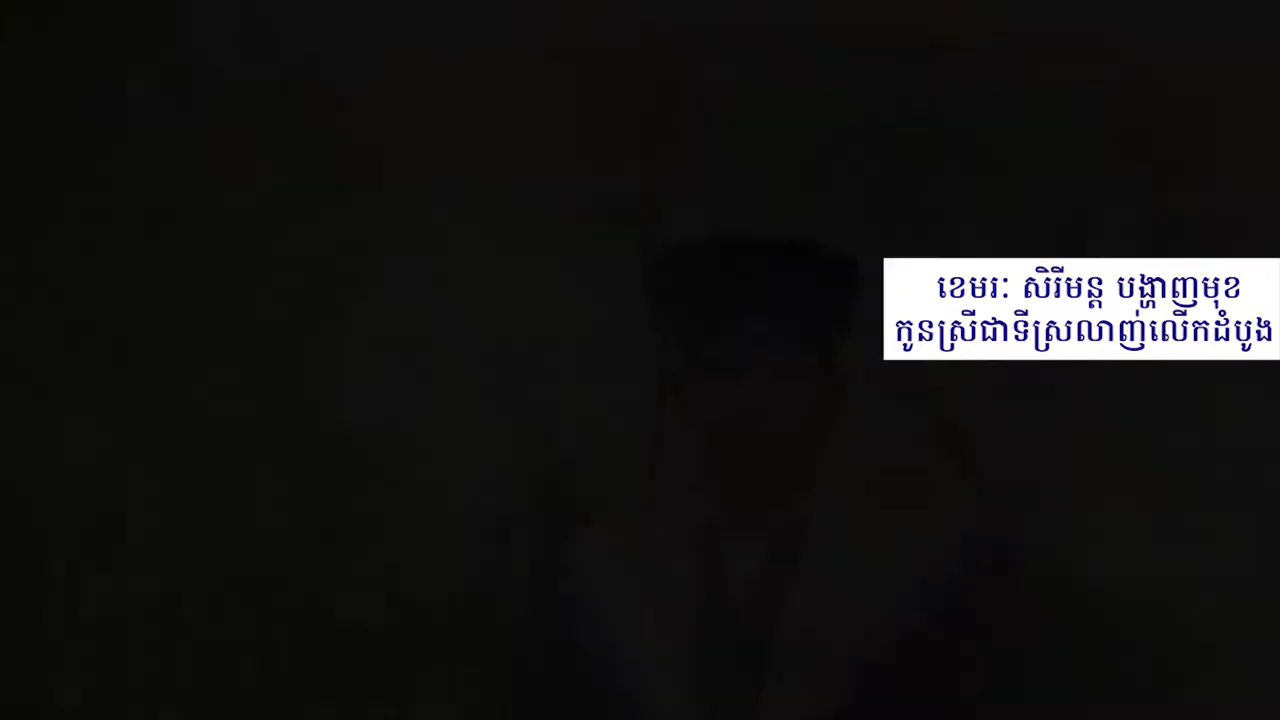 ខេមរៈ សិរីមន្ត បង្ហាញមុខ
កូនស្រីជាទីស្រលាញ់លើកដំបូង